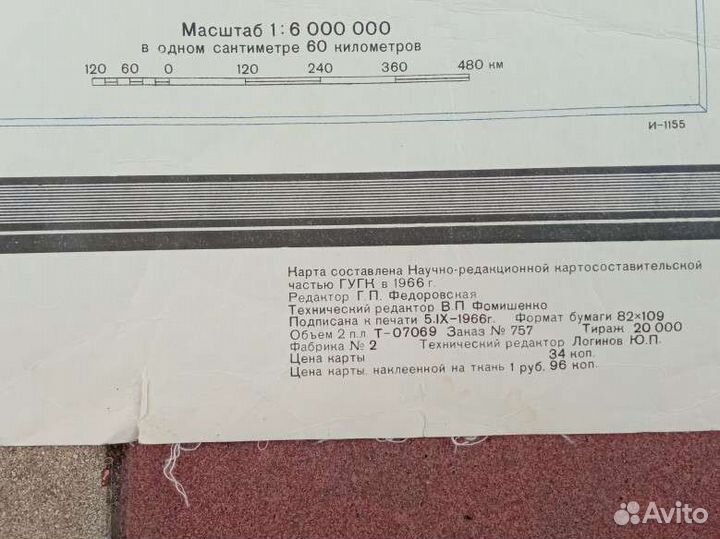 Масштаб 1:6 000 000
в одном сантиметре 60 километров
120 60 0 120 240 360 480 км
И-1155
Карта составлена Научно-редакционной картосоставительской
частью ГУГК в 1966 г.
Редактор Г.П. Федоровская
Технический редактор В.П. Фомишенко
Подписана к печати 5.IX-1966г. Формат бумаги 82×109
Объем 2 п.л. Т-07069 Заказ № 757 Тираж 20 000
Фабрика № 2 Технический редактор Логинов Ю.П.
Цена карты 34 коп.
Цена карты, наклеенной на ткань 1 руб. 96 коп.
Avito